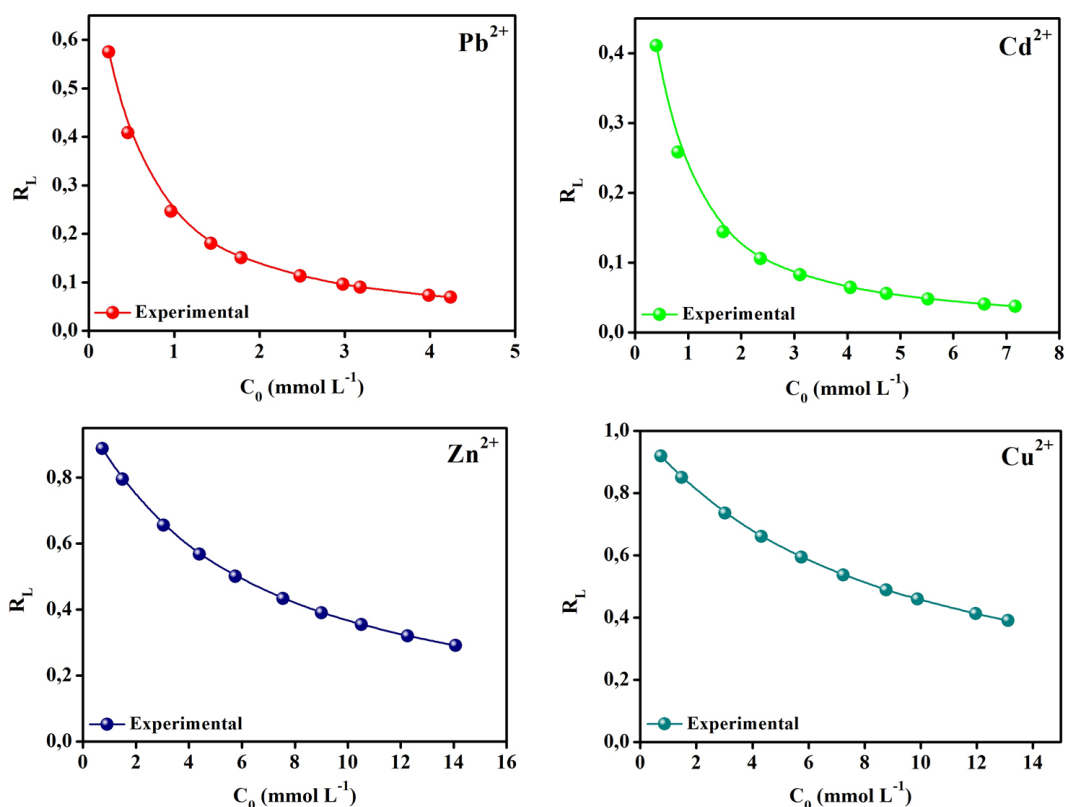 Pb²⁺
0,6
0,5
0,4
0,3
0,2
0,1
0,0
R_L
Experimental
0 1 2 3 4 5
C₀ (mmol L⁻¹)
Cd²⁺
0,4
0,3
0,2
0,1
0,0
R_L
Experimental
0 1 2 3 4 5 6 7 8
C₀ (mmol L⁻¹)
Zn²⁺
0,8
0,6
0,4
0,2
0,0
R_L
Experimental
0 2 4 6 8 10 12 14 16
C₀ (mmol L⁻¹)
Cu²⁺
1,0
0,8
0,6
0,4
0,2
0,0
R_L
Experimental
0 2 4 6 8 10 12 14
C₀ (mmol L⁻¹)